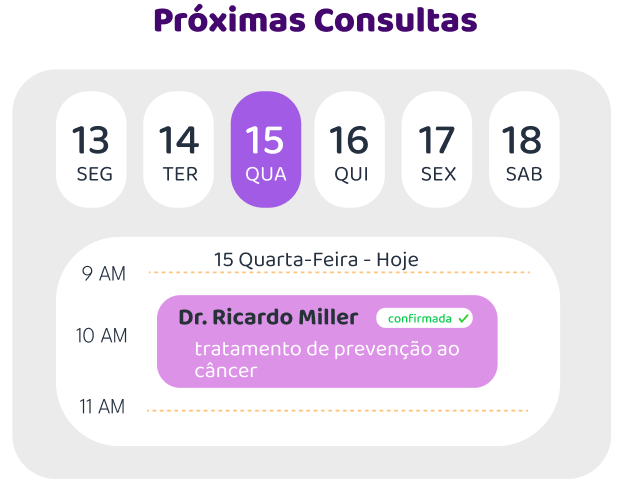 Próximas Consultas
13 14 15 16 17 18
SEG TER QUA QUI SEX SAB
15 Quarta-Feira - Hoje
9 AM
Dr. Ricardo Miller confirmada
10 AM
tratamento de prevenção ao
câncer
11 AM